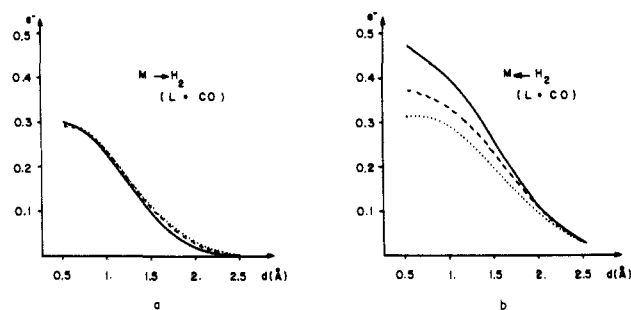 e-
0.5
0.4
0.3
0.2
0.1
M → H2
(L = CO)
0.5 1. 1.5 2. 2.5 d(Å)
a
e-
0.5
0.4
0.3
0.2
0.1
M ← H2
(L = CO)
0.5 1. 1.5 2. 2.5 d(Å)
b